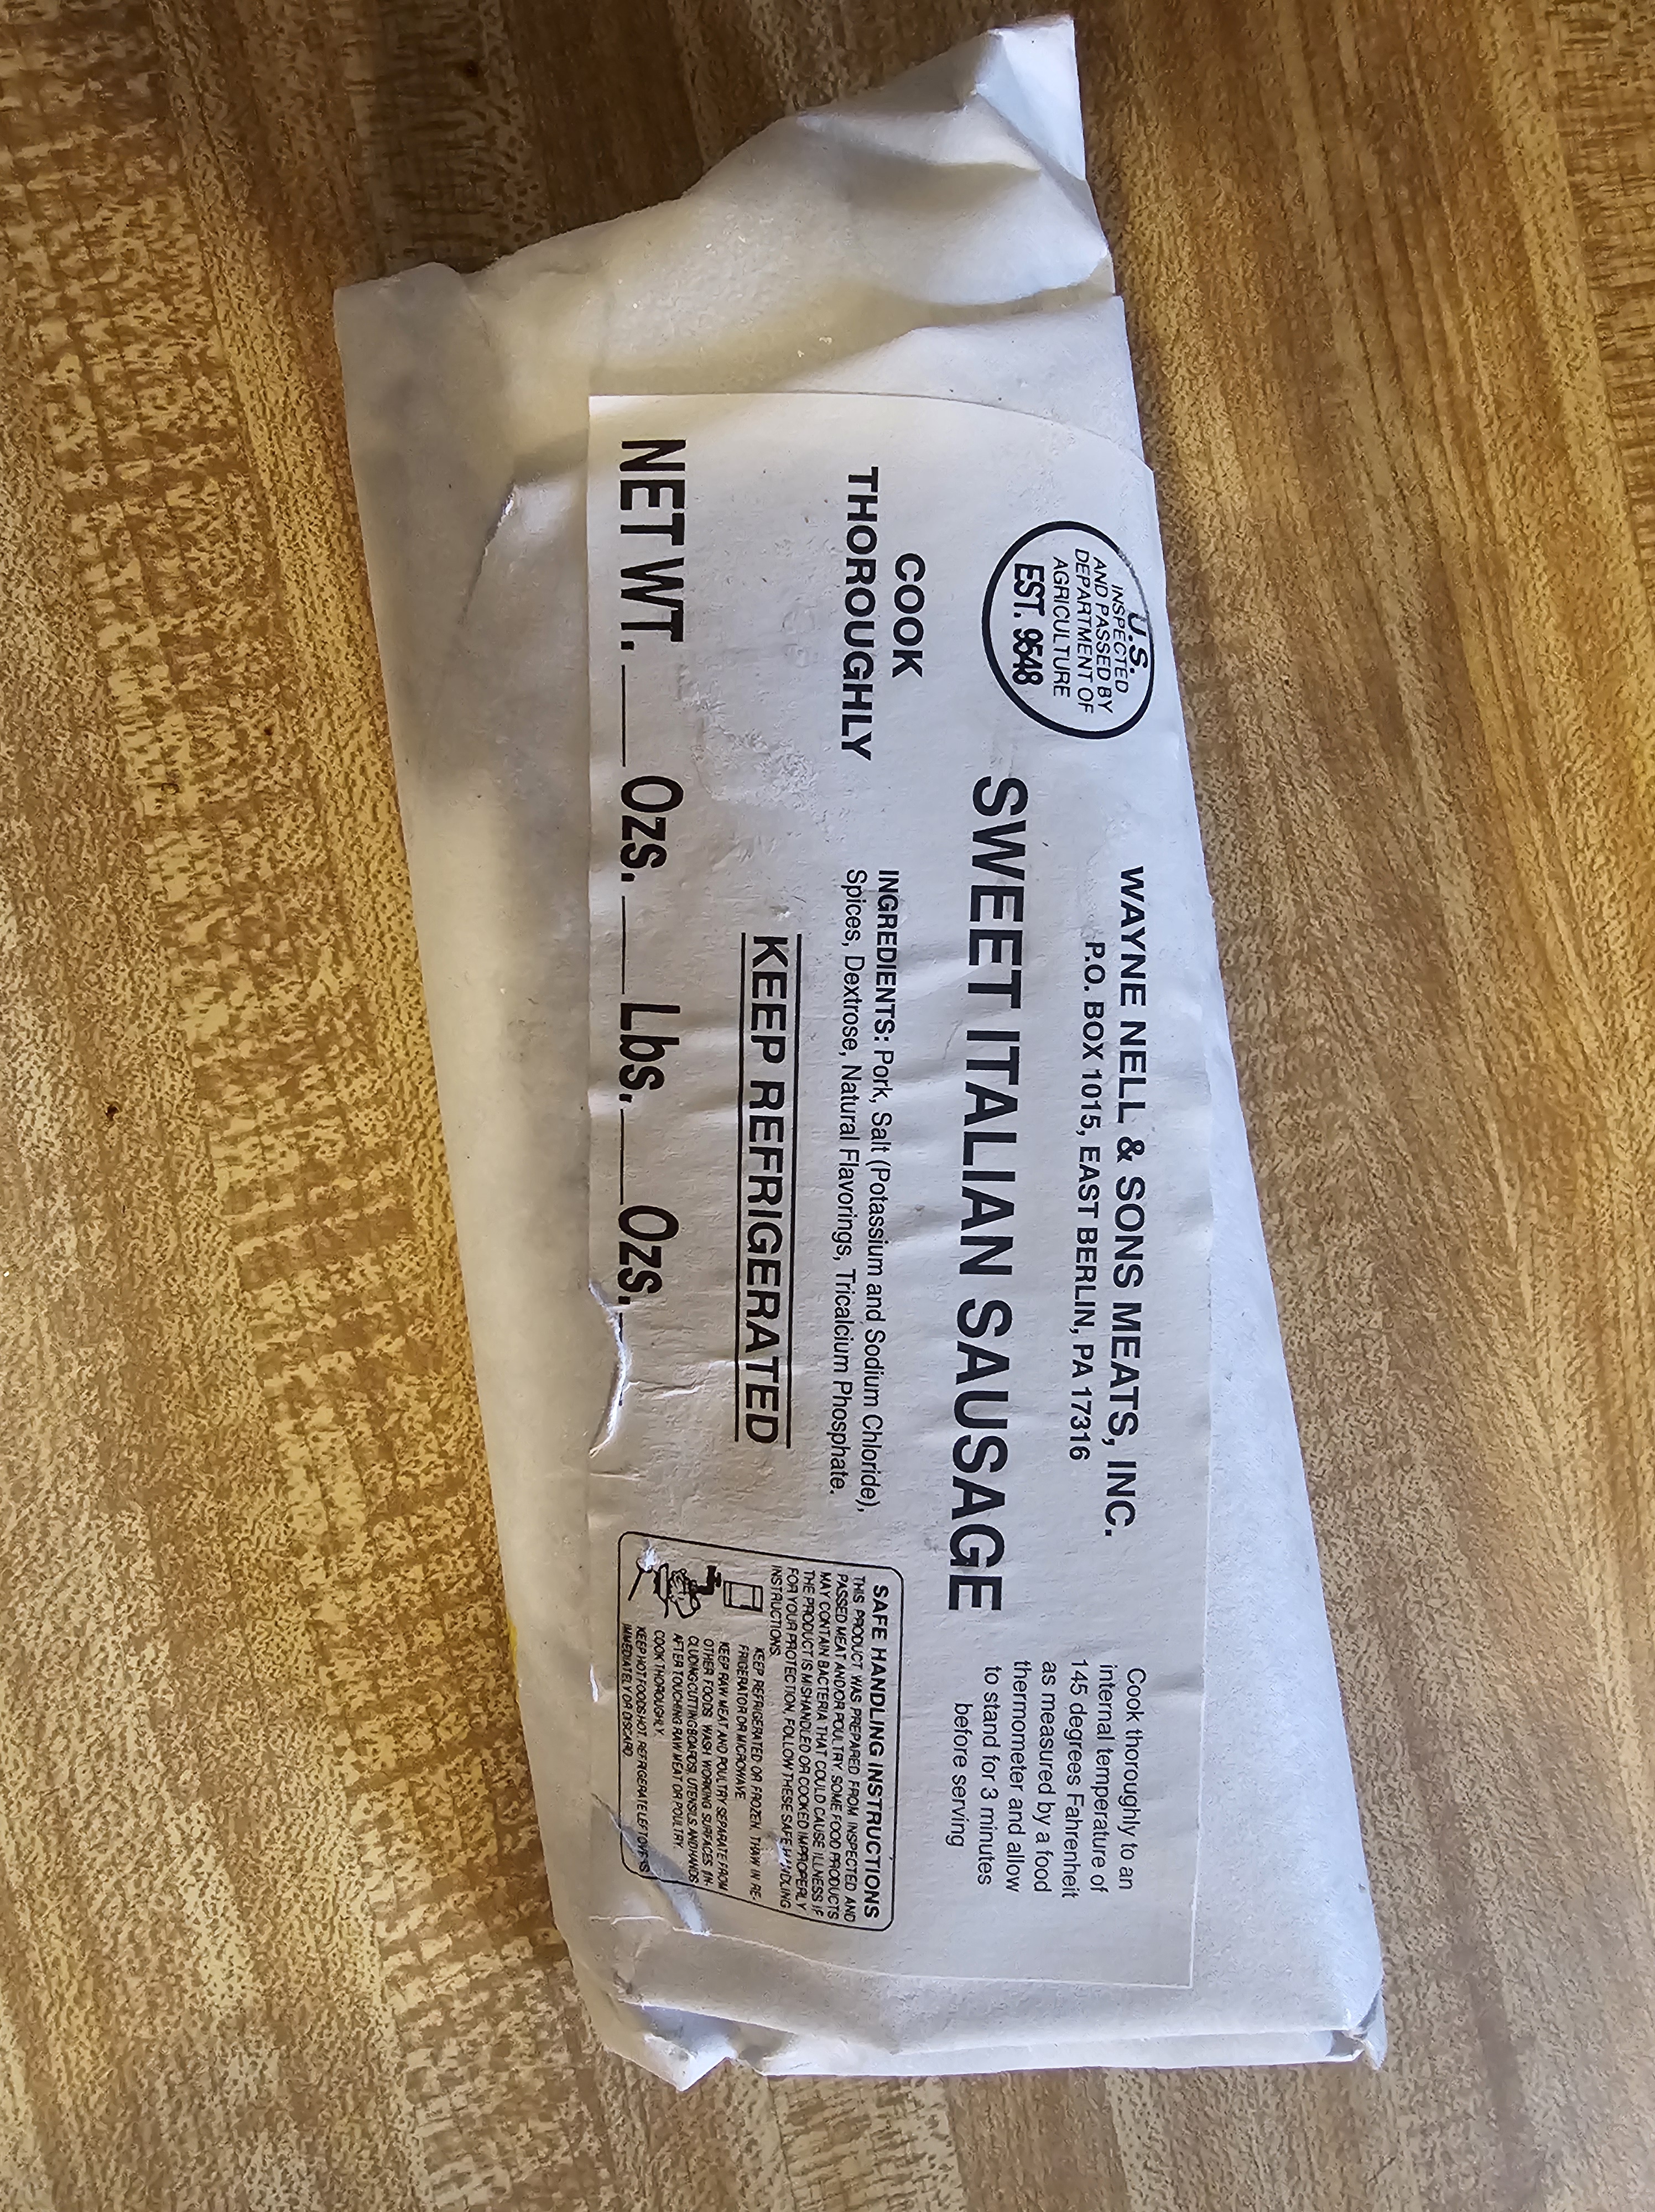 WAYNE NELL & SONS MEATS, INC.
P.O. BOX 1015, EAST BERLIN, PA 17316
U.S.
INSPECTED
AND PASSED BY
DEPARTMENT OF
AGRICULTURE
EST. 9548
SWEET ITALIAN SAUSAGE
Cook thoroughly to an
internal temperature of
145 degrees Fahrenheit
as measured by a food
thermometer and allow
to stand for 3 minutes
before serving
COOK
THOROUGHLY
INGREDIENTS: Pork, Salt (Potassium and Sodium Chloride),
Spices, Dextrose, Natural Flavorings, Tricalcium Phosphate.
KEEP REFRIGERATED
NET WT. ____ Ozs. ____ Lbs. ____ Ozs.
SAFE HANDLING INSTRUCTIONS
THIS PRODUCT WAS PREPARED FROM INSPECTED AND
PASSED MEAT AND/OR POULTRY. SOME FOOD PRODUCTS
MAY CONTAIN BACTERIA THAT COULD CAUSE ILLNESS IF
THE PRODUCT IS MISHANDLED OR COOKED IMPROPERLY.
FOR YOUR PROTECTION, FOLLOW THESE SAFE HANDLING
INSTRUCTIONS.
KEEP REFRIGERATED OR FROZEN. THAW IN RE-
FRIGERATOR OR MICROWAVE.
KEEP RAW MEAT AND POULTRY SEPARATE FROM
OTHER FOODS. WASH WORKING SURFACES (IN-
CLUDING CUTTING BOARDS), UTENSILS, AND HANDS
AFTER TOUCHING RAW MEAT OR POULTRY.
COOK THOROUGHLY.
KEEP HOT FOODS HOT. REFRIGERATE LEFTOVERS
IMMEDIATELY OR DISCARD.